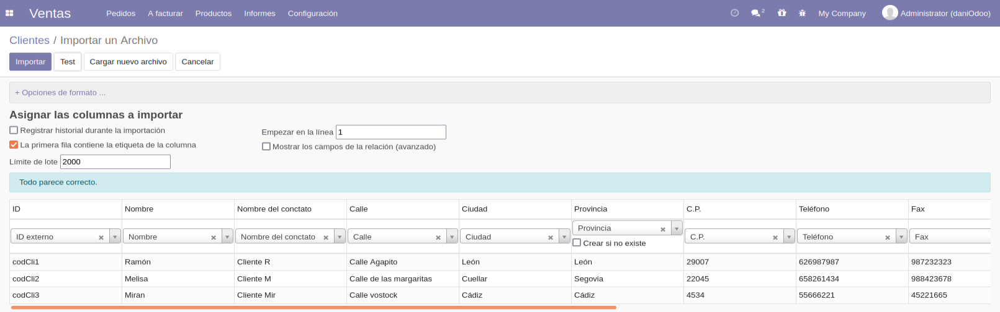 Ventas Pedidos A facturar Productos Informes Configuración 2 My Company Administrator (daniOdoo)
Clientes / Importar un Archivo
Importar Test Cargar nuevo archivo Cancelar
+ Opciones de formato ...
Asignar las columnas a importar
Registrar historial durante la importación Empezar en la línea 1
La primera fila contiene la etiqueta de la columna Mostrar los campos de la relación (avanzado)
Límite de lote 2000
Todo parece correcto.
ID Nombre Nombre del conctato Calle Ciudad Provincia C.P. Teléfono Fax
ID externo Nombre Nombre del conctato Calle Ciudad Provincia C.P. Teléfono Fax
Crear si no existe
codCli1 Ramón Cliente R Calle Agapito León León 29007 626987987 987232323
codCli2 Melisa Cliente M Calle de las margaritas Cuellar Segovia 22045 658261434 988423678
codCli3 Miran Cliente Mir Calle vostock Cádiz Cádiz 4534 55666221 45221665